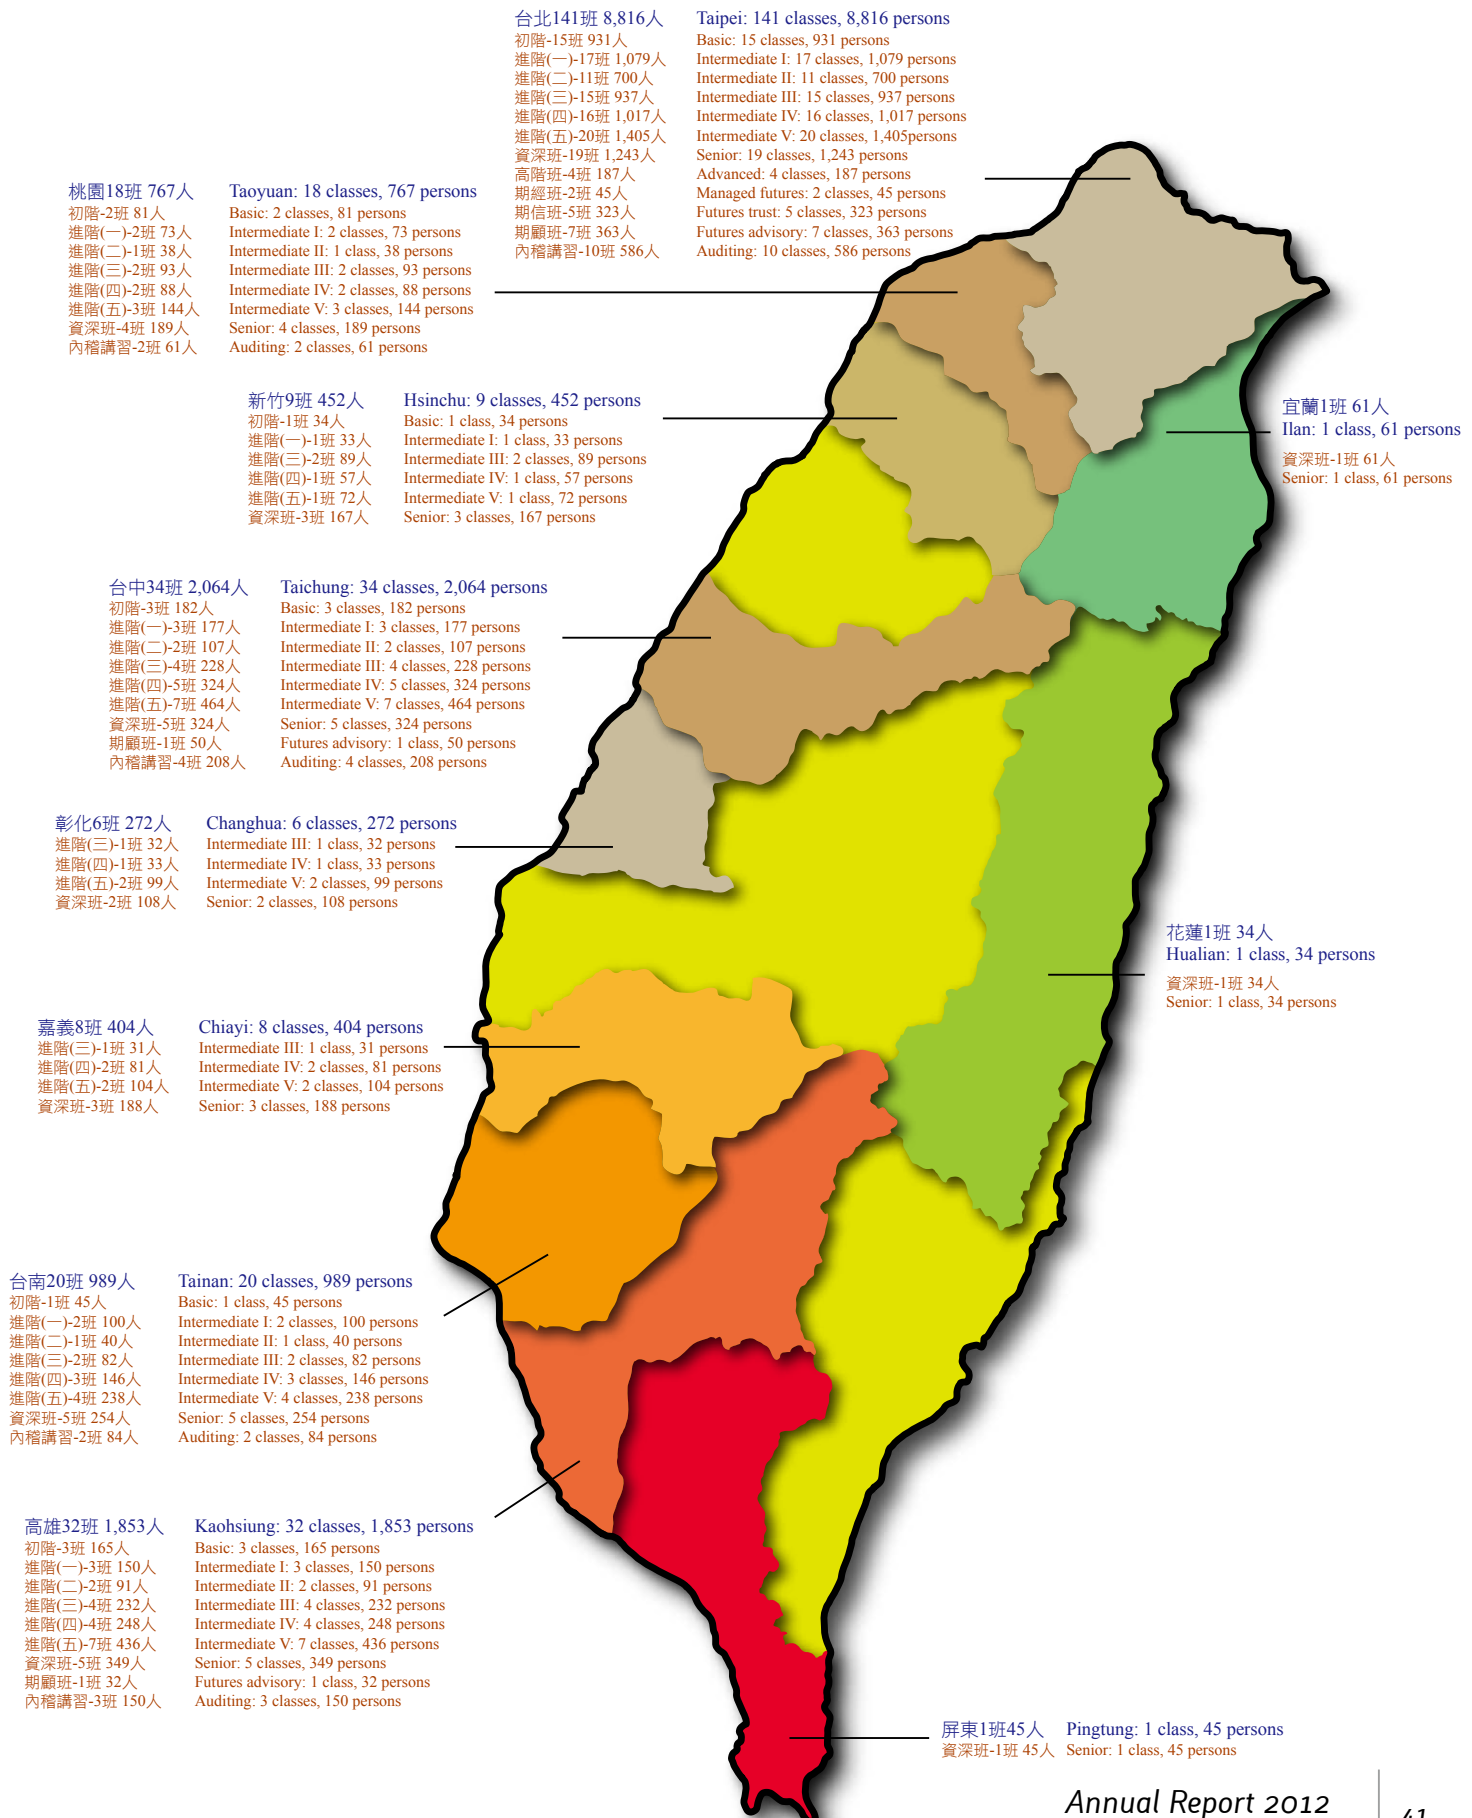 台北141班 8,816人 Taipei: 141 classes, 8,816 persons
初階-15班 931人 Basic: 15 classes, 931 persons
進階(一)-17班 1,079人 Intermediate I: 17 classes, 1,079 persons
進階(二)-11班 700人 Intermediate II: 11 classes, 700 persons
進階(三)-15班 937人 Intermediate III: 15 classes, 937 persons
進階(四)-16班 1,017人 Intermediate IV: 16 classes, 1,017 persons
進階(五)-20班 1,405人 Intermediate V: 20 classes, 1,405persons
資深班-19班 1,243人 Senior: 19 classes, 1,243 persons
高階班-4班 187人 Advanced: 4 classes, 187 persons
期經班-2班 45人 Managed futures: 2 classes, 45 persons
期信班-5班 323人 Futures trust: 5 classes, 323 persons
期顧班-7班 363人 Futures advisory: 7 classes, 363 persons
內稽講習-10班 586人 Auditing: 10 classes, 586 persons
桃園18班 767人 Taoyuan: 18 classes, 767 persons
初階-2班 81人 Basic: 2 classes, 81 persons
進階(一)-2班 73人 Intermediate I: 2 classes, 73 persons
進階(二)-1班 38人 Intermediate II: 1 class, 38 persons
進階(三)-2班 93人 Intermediate III: 2 classes, 93 persons
進階(四)-2班 88人 Intermediate IV: 2 classes, 88 persons
進階(五)-3班 144人 Intermediate V: 3 classes, 144 persons
資深班-4班 189人 Senior: 4 classes, 189 persons
內稽講習-2班 61人 Auditing: 2 classes, 61 persons
新竹9班 452人 Hsinchu: 9 classes, 452 persons
初階-1班 34人 Basic: 1 class, 34 persons
進階(一)-1班 33人 Intermediate I: 1 class, 33 persons
進階(三)-2班 89人 Intermediate III: 2 classes, 89 persons
進階(四)-1班 57人 Intermediate IV: 1 class, 57 persons
進階(五)-1班 72人 Intermediate V: 1 class, 72 persons
資深班-3班 167人 Senior: 3 classes, 167 persons
宜蘭1班 61人
Ilan: 1 class, 61 persons
資深班-1班 61人
Senior: 1 class, 61 persons
台中34班 2,064人 Taichung: 34 classes, 2,064 persons
初階-3班 182人 Basic: 3 classes, 182 persons
進階(一)-3班 177人 Intermediate I: 3 classes, 177 persons
進階(二)-2班 107人 Intermediate II: 2 classes, 107 persons
進階(三)-4班 228人 Intermediate III: 4 classes, 228 persons
進階(四)-5班 324人 Intermediate IV: 5 classes, 324 persons
進階(五)-7班 464人 Intermediate V: 7 classes, 464 persons
資深班-5班 324人 Senior: 5 classes, 324 persons
期顧班-1班 50人 Futures advisory: 1 class, 50 persons
內稽講習-4班 208人 Auditing: 4 classes, 208 persons
彰化6班 272人 Changhua: 6 classes, 272 persons
進階(三)-1班 32人 Intermediate III: 1 class, 32 persons
進階(四)-1班 33人 Intermediate IV: 1 class, 33 persons
進階(五)-2班 99人 Intermediate V: 2 classes, 99 persons
資深班-2班 108人 Senior: 2 classes, 108 persons
花蓮1班 34人
Hualian: 1 class, 34 persons
資深班-1班 34人
Senior: 1 class, 34 persons
嘉義8班 404人 Chiayi: 8 classes, 404 persons
進階(三)-1班 31人 Intermediate III: 1 class, 31 persons
進階(四)-2班 81人 Intermediate IV: 2 classes, 81 persons
進階(五)-2班 104人 Intermediate V: 2 classes, 104 persons
資深班-3班 188人 Senior: 3 classes, 188 persons
台南20班 989人 Tainan: 20 classes, 989 persons
初階-1班 45人 Basic: 1 class, 45 persons
進階(一)-2班 100人 Intermediate I: 2 classes, 100 persons
進階(二)-1班 40人 Intermediate II: 1 class, 40 persons
進階(三)-2班 82人 Intermediate III: 2 classes, 82 persons
進階(四)-3班 146人 Intermediate IV: 3 classes, 146 persons
進階(五)-4班 238人 Intermediate V: 4 classes, 238 persons
資深班-5班 254人 Senior: 5 classes, 254 persons
內稽講習-2班 84人 Auditing: 2 classes, 84 persons
高雄32班 1,853人 Kaohsiung: 32 classes, 1,853 persons
初階-3班 165人 Basic: 3 classes, 165 persons
進階(一)-3班 150人 Intermediate I: 3 classes, 150 persons
進階(二)-2班 91人 Intermediate II: 2 classes, 91 persons
進階(三)-4班 232人 Intermediate III: 4 classes, 232 persons
進階(四)-4班 248人 Intermediate IV: 4 classes, 248 persons
進階(五)-7班 436人 Intermediate V: 7 classes, 436 persons
資深班-5班 349人 Senior: 5 classes, 349 persons
期顧班-1班 32人 Futures advisory: 1 class, 32 persons
內稽講習-3班 150人 Auditing: 3 classes, 150 persons
屏東1班45人 Pingtung: 1 class, 45 persons
資深班-1班 45人 Senior: 1 class, 45 persons
Annual Report 2012
41